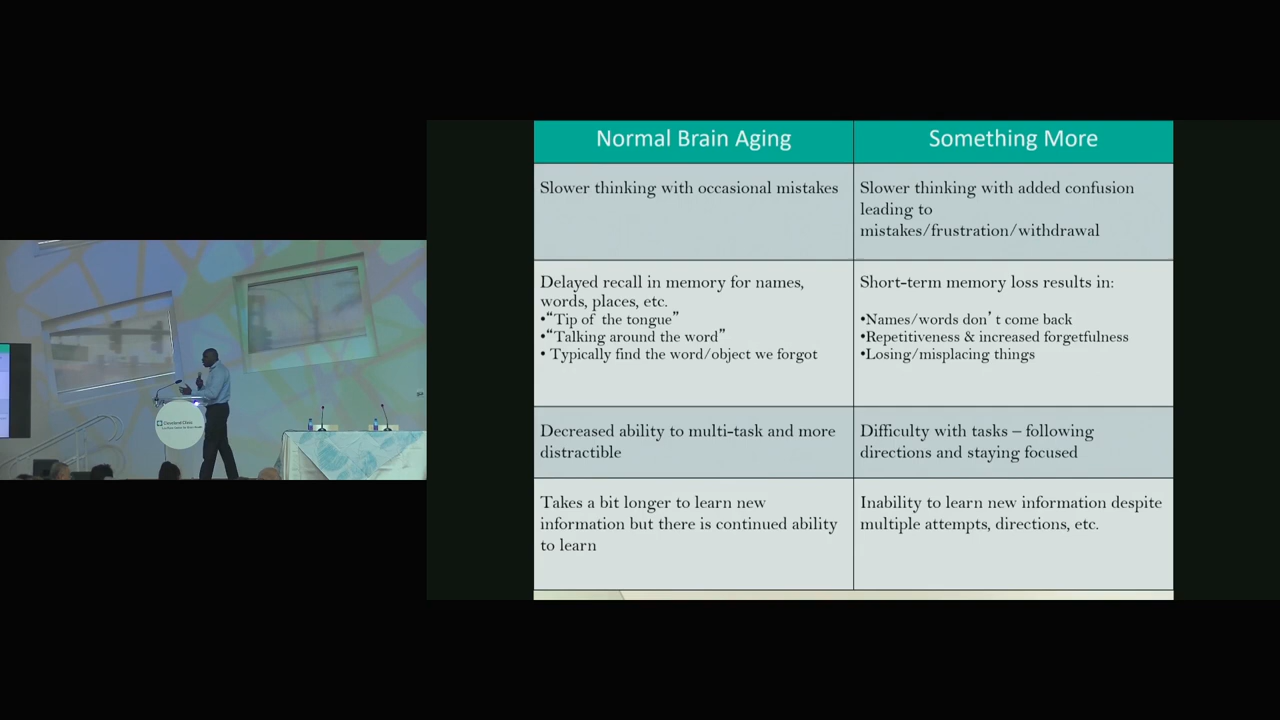 Normal Brain Aging
Something More
Slower thinking with occasional mistakes
Slower thinking with added confusion
leading to
mistakes/frustration/withdrawal
Delayed recall in memory for names,
words, places, etc.
•“Tip of the tongue”
•“Talking around the word”
• Typically find the word/object we forgot
Short-term memory loss results in:
•Names/words don’t come back
•Repetitiveness & increased forgetfulness
•Losing/misplacing things
Decreased ability to multi-task and more
distractible
Difficulty with tasks – following
directions and staying focused
Takes a bit longer to learn new
information but there is continued ability
to learn
Inability to learn new information despite
multiple attempts, directions, etc.
Cleveland Clinic